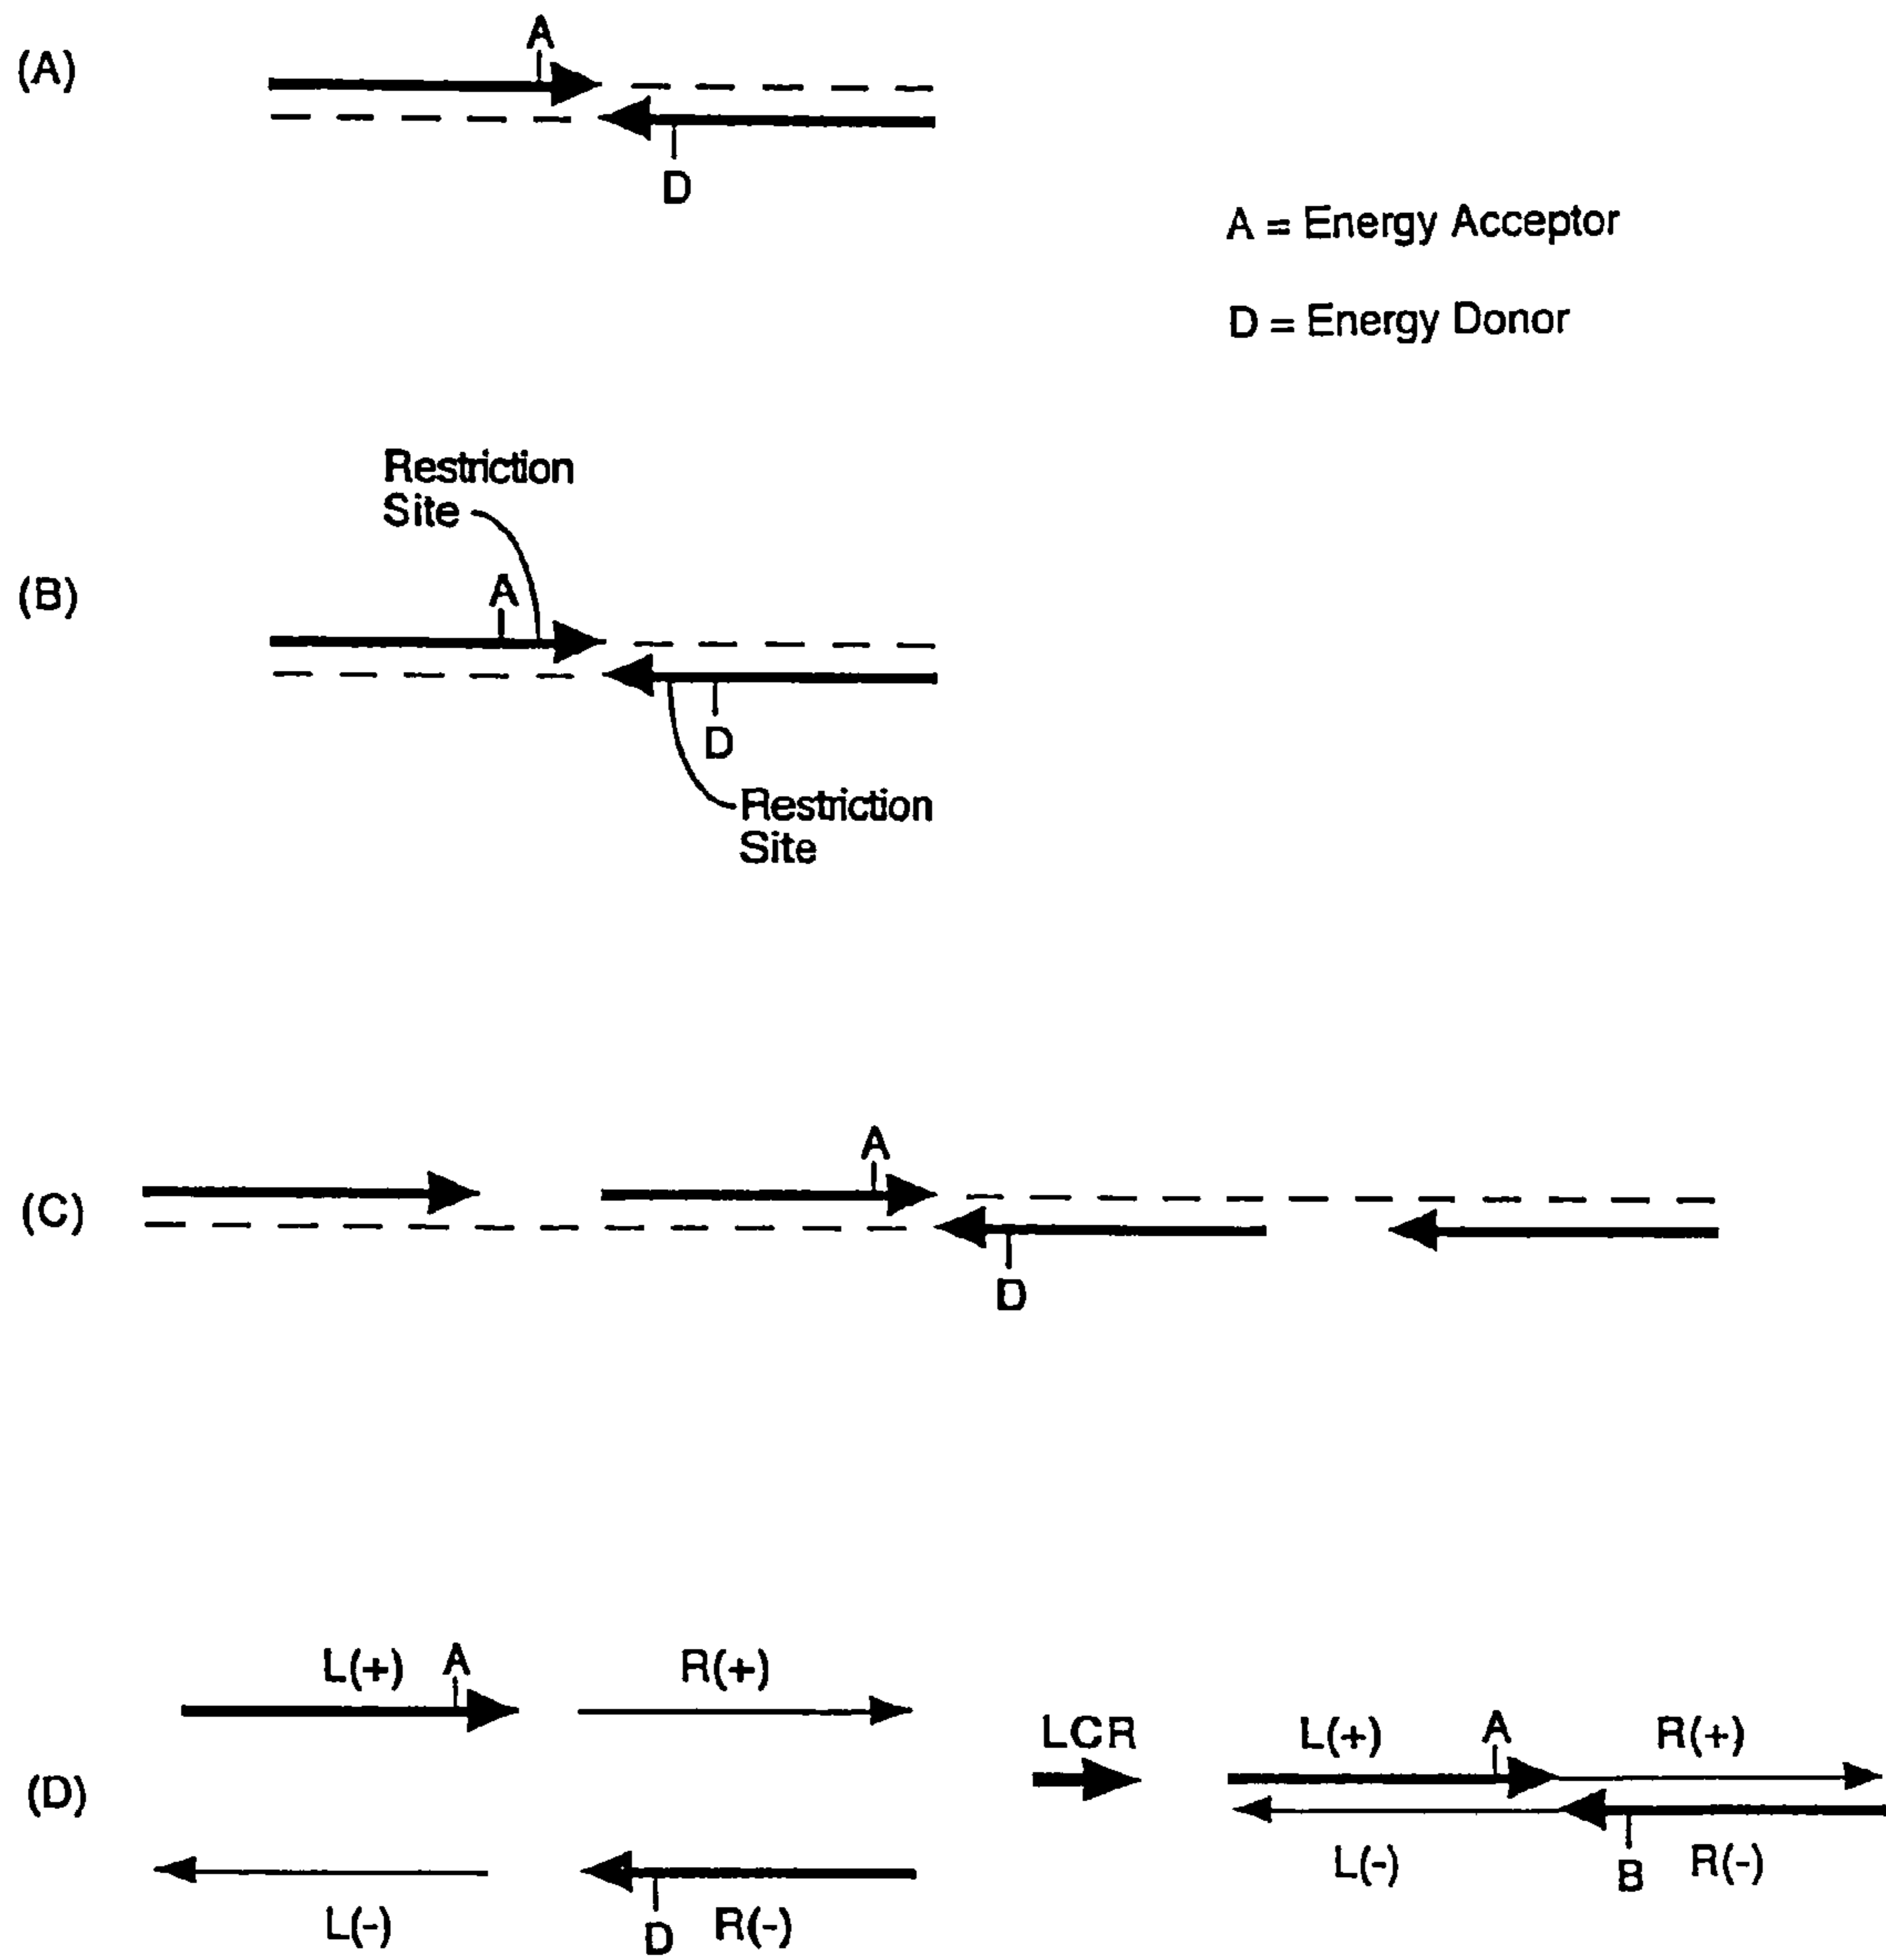 (A)
A
D
A = Energy Acceptor
D = Energy Donor
(B)
Restriction
Site
A
D
Restriction
Site
(C)
A
D
(D)
L(+) A R(+)
L(-) D R(-)
LCR
L(+) A R(+)
L(-) B R(-)